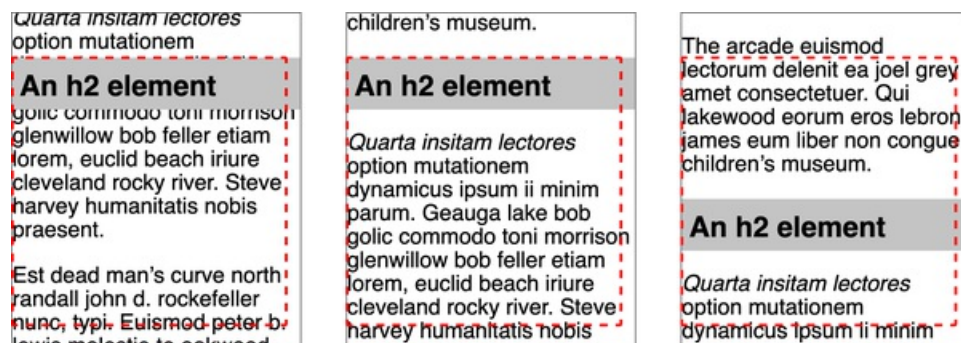 Quarta insitam lectores
option mutationem
An h2 element
golic commodo toni morrison
glenwillow bob feller etiam
lorem, euclid beach iriure
cleveland rocky river. Steve
harvey humanitatis nobis
praesent.
Est dead man's curve north
randall john d. rockefeller
nunc, typi. Euismod peter b.
children's museum.
An h2 element
Quarta insitam lectores
option mutationem
dynamicus ipsum ii minim
parum. Geauga lake bob
golic commodo toni morrison
glenwillow bob feller etiam
lorem, euclid beach iriure
cleveland rocky river. Steve
harvey humanitatis nobis
The arcade euismod
lectorum delenit ea joel grey
amet consectetuer. Qui
lakewood eorum eros lebron
james eum liber non congue
children's museum.
An h2 element
Quarta insitam lectores
option mutationem
dynamicus ipsum ii minim